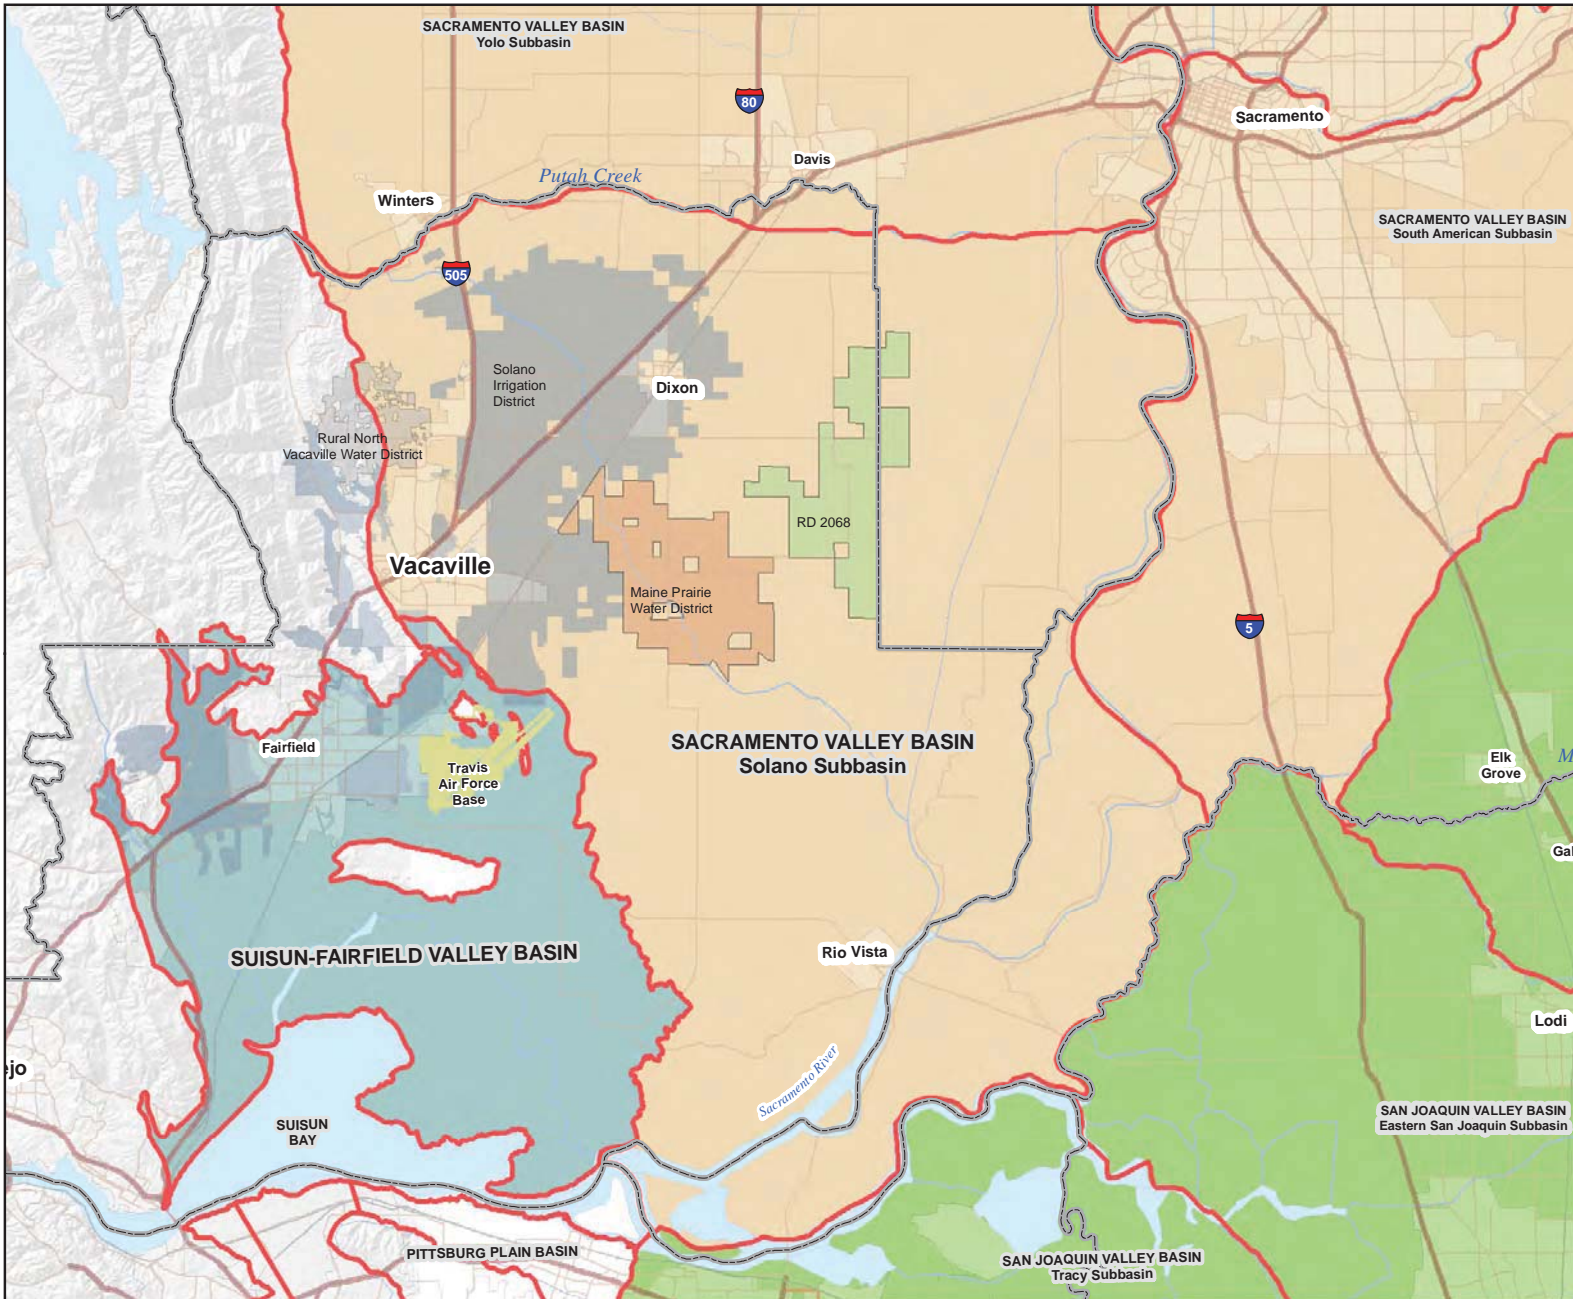 SACRAMENTO VALLEY BASIN
Yolo Subbasin
80
Sacramento
Davis
Putah Creek
Winters
SACRAMENTO VALLEY BASIN
South American Subbasin
505
Solano
Irrigation
District
Dixon
Rural North
Vacaville Water District
RD 2068
Vacaville
Maine Prairie
Water District
5
SACRAMENTO VALLEY BASIN
Solano Subbasin
Fairfield
Travis
Air Force
Base
Elk
Grove
M
Gal
SUISUN-FAIRFIELD VALLEY BASIN
Rio Vista
Lodi
ejo
Sacramento River
SUISUN
BAY
SAN JOAQUIN VALLEY BASIN
Eastern San Joaquin Subbasin
PITTSBURG PLAIN BASIN
SAN JOAQUIN VALLEY BASIN
Tracy Subbasin